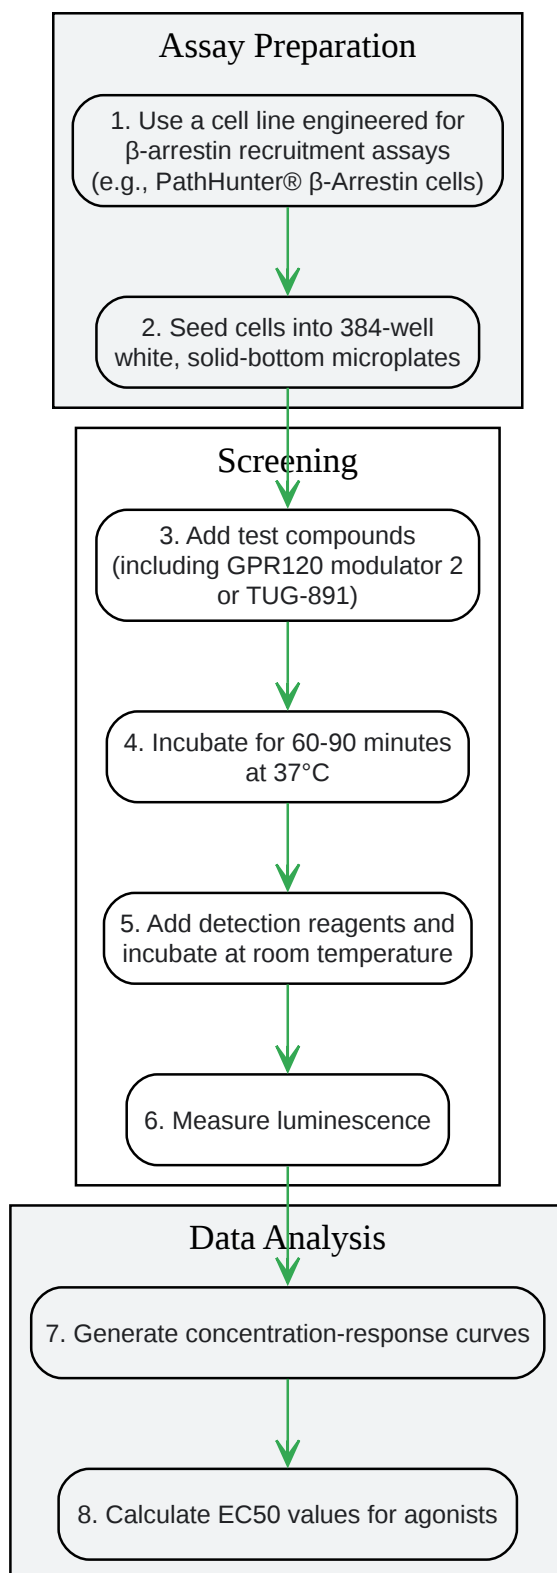 Assay Preparation
1. Use a cell line engineered for
β-arrestin recruitment assays
(e.g., PathHunter® β-Arrestin cells)
2. Seed cells into 384-well
white, solid-bottom microplates
Screening
3. Add test compounds
(including GPR120 modulator 2
or TUG-891)
4. Incubate for 60-90 minutes
at 37°C
5. Add detection reagents and
incubate at room temperature
6. Measure luminescence
Data Analysis
7. Generate concentration-response curves
8. Calculate EC50 values for agonists